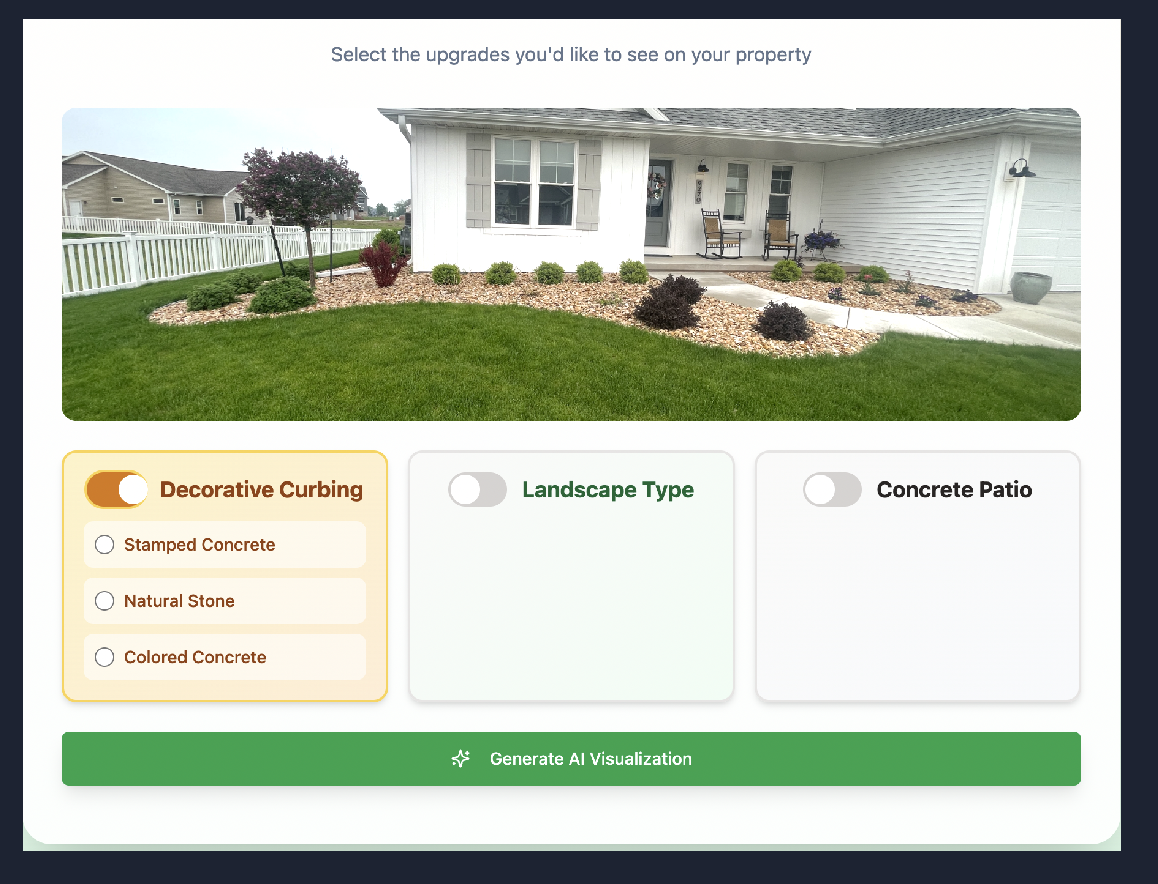 Select the upgrades you'd like to see on your property
Decorative Curbing
Stamped Concrete
Natural Stone
Colored Concrete
Landscape Type
Concrete Patio
Generate AI Visualization